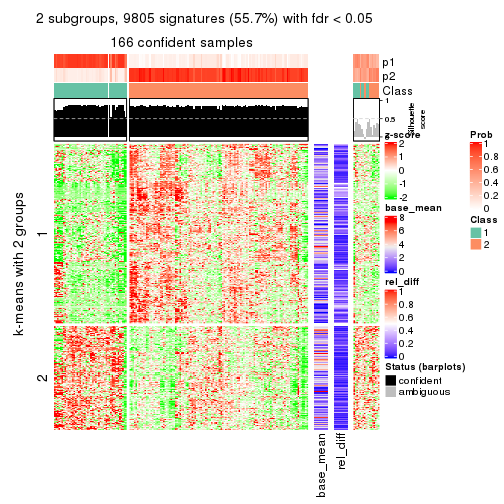 2 subgroups, 9805 signatures (55.7%) with fdr < 0.05
166 confident samples
p1
p2
Class
1
0.5
0
Silhouette
score
k-means with 2 groups
1
2
base_mean
rel_diff
z-score
2
1
0
-1
-2
base_mean
8
6
4
2
0
rel_diff
1
0.8
0.6
0.4
0.2
0
Status (barplots)
confident
ambiguous
Prob
1
0.8
0.6
0.4
0.2
0
Class
1
2